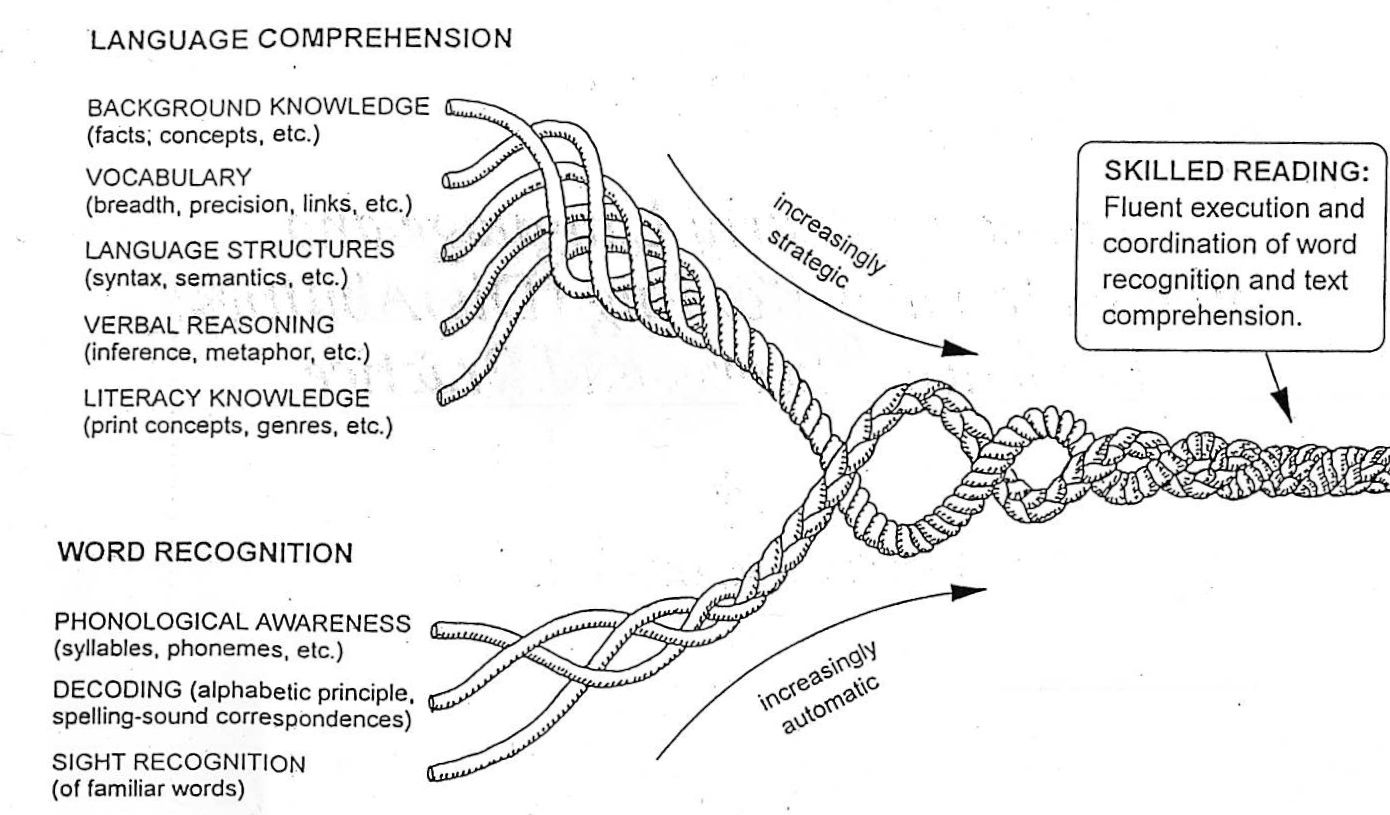 LANGUAGE COMPREHENSION
BACKGROUND KNOWLEDGE
(facts, concepts, etc.)
VOCABULARY
(breadth, precision, links, etc.)
LANGUAGE STRUCTURES
(syntax, semantics, etc.)
VERBAL REASONING
(inference, metaphor, etc.)
LITERACY KNOWLEDGE
(print concepts, genres, etc.)
increasingly
strategic
SKILLED READING:
Fluent execution and
coordination of word
recognition and text
comprehension.
WORD RECOGNITION
PHONOLOGICAL AWARENESS
(syllables, phonemes, etc.)
DECODING (alphabetic principle,
spelling-sound correspondences)
SIGHT RECOGNITION
(of familiar words)
increasingly
automatic